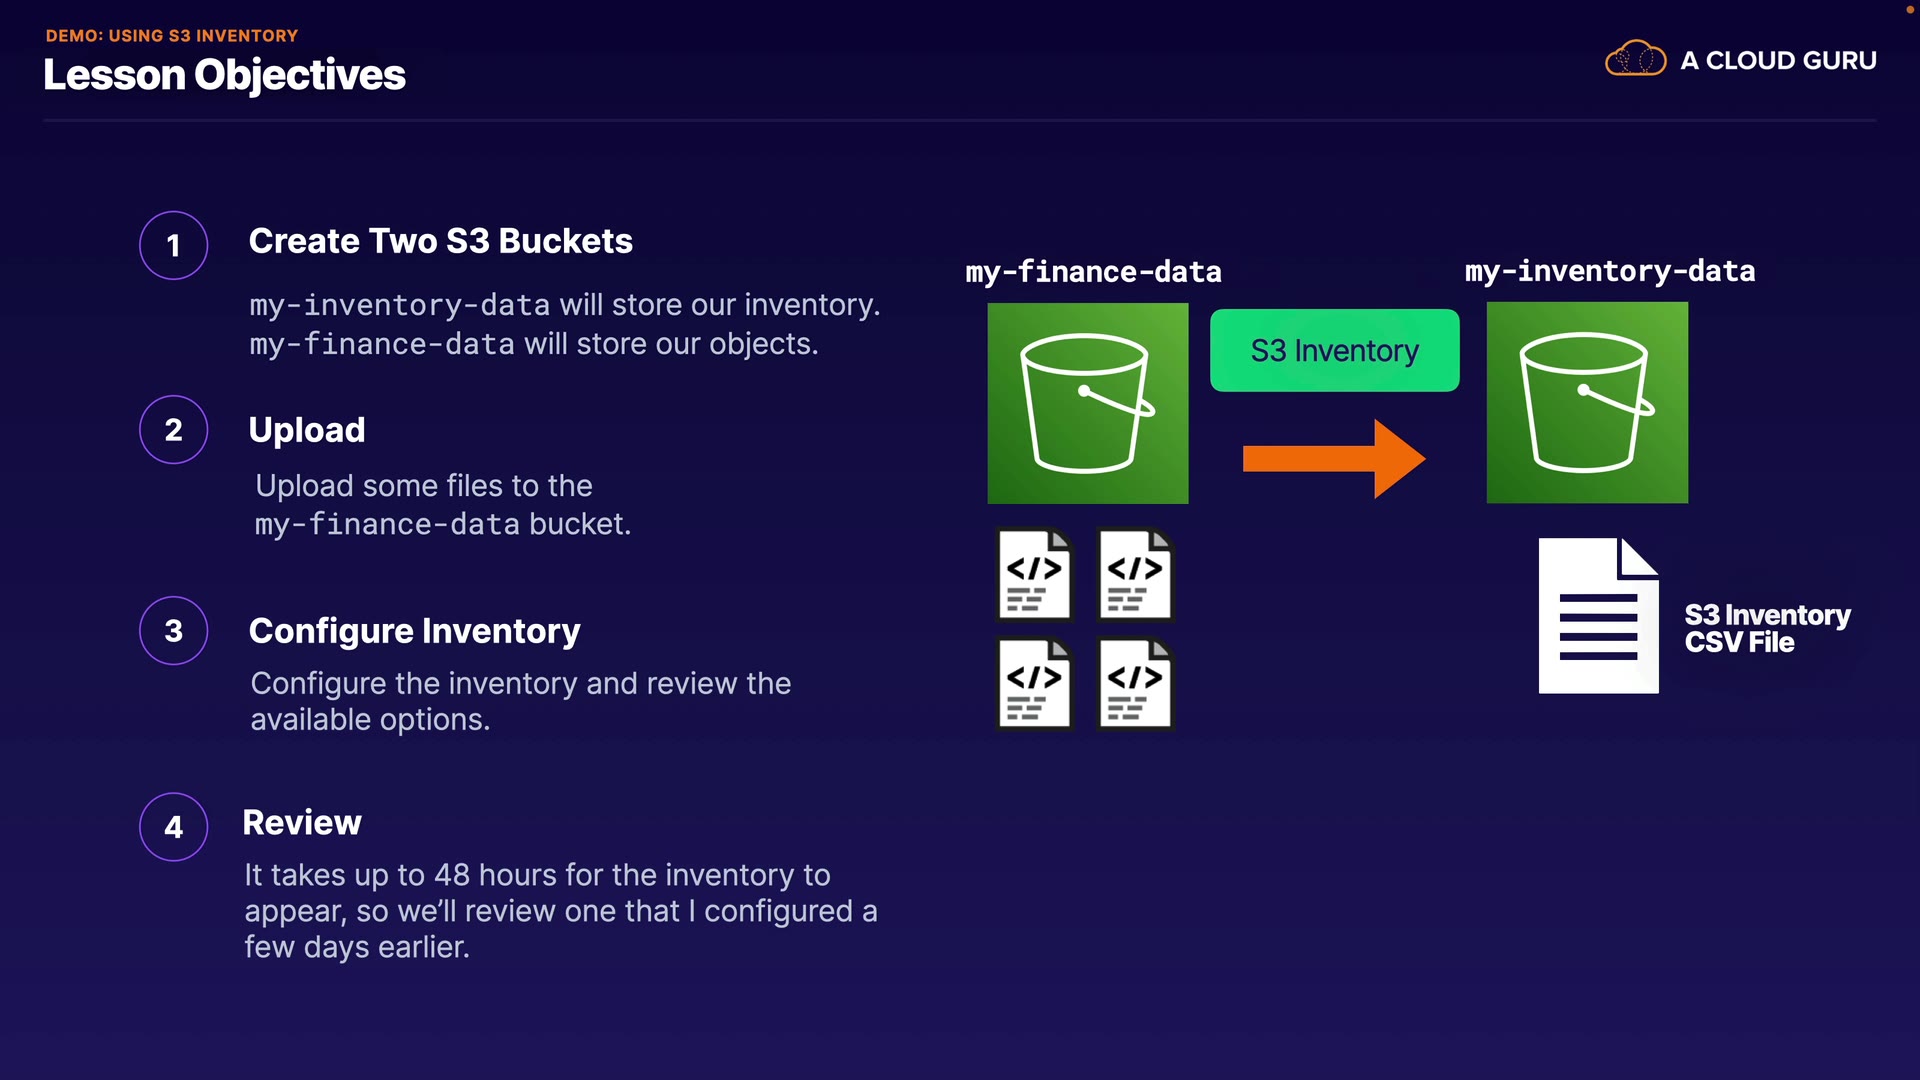 DEMO: USING S3 INVENTORY
Lesson Objectives
A CLOUD GURU
1
Create Two S3 Buckets
my-inventory-data will store our inventory.
my-finance-data will store our objects.
2
Upload
Upload some files to the
my-finance-data bucket.
3
Configure Inventory
Configure the inventory and review the
available options.
4
Review
It takes up to 48 hours for the inventory to
appear, so we’ll review one that I configured a
few days earlier.
my-finance-data
S3 Inventory
my-inventory-data
</>
</>
</>
</>
S3 Inventory
CSV File